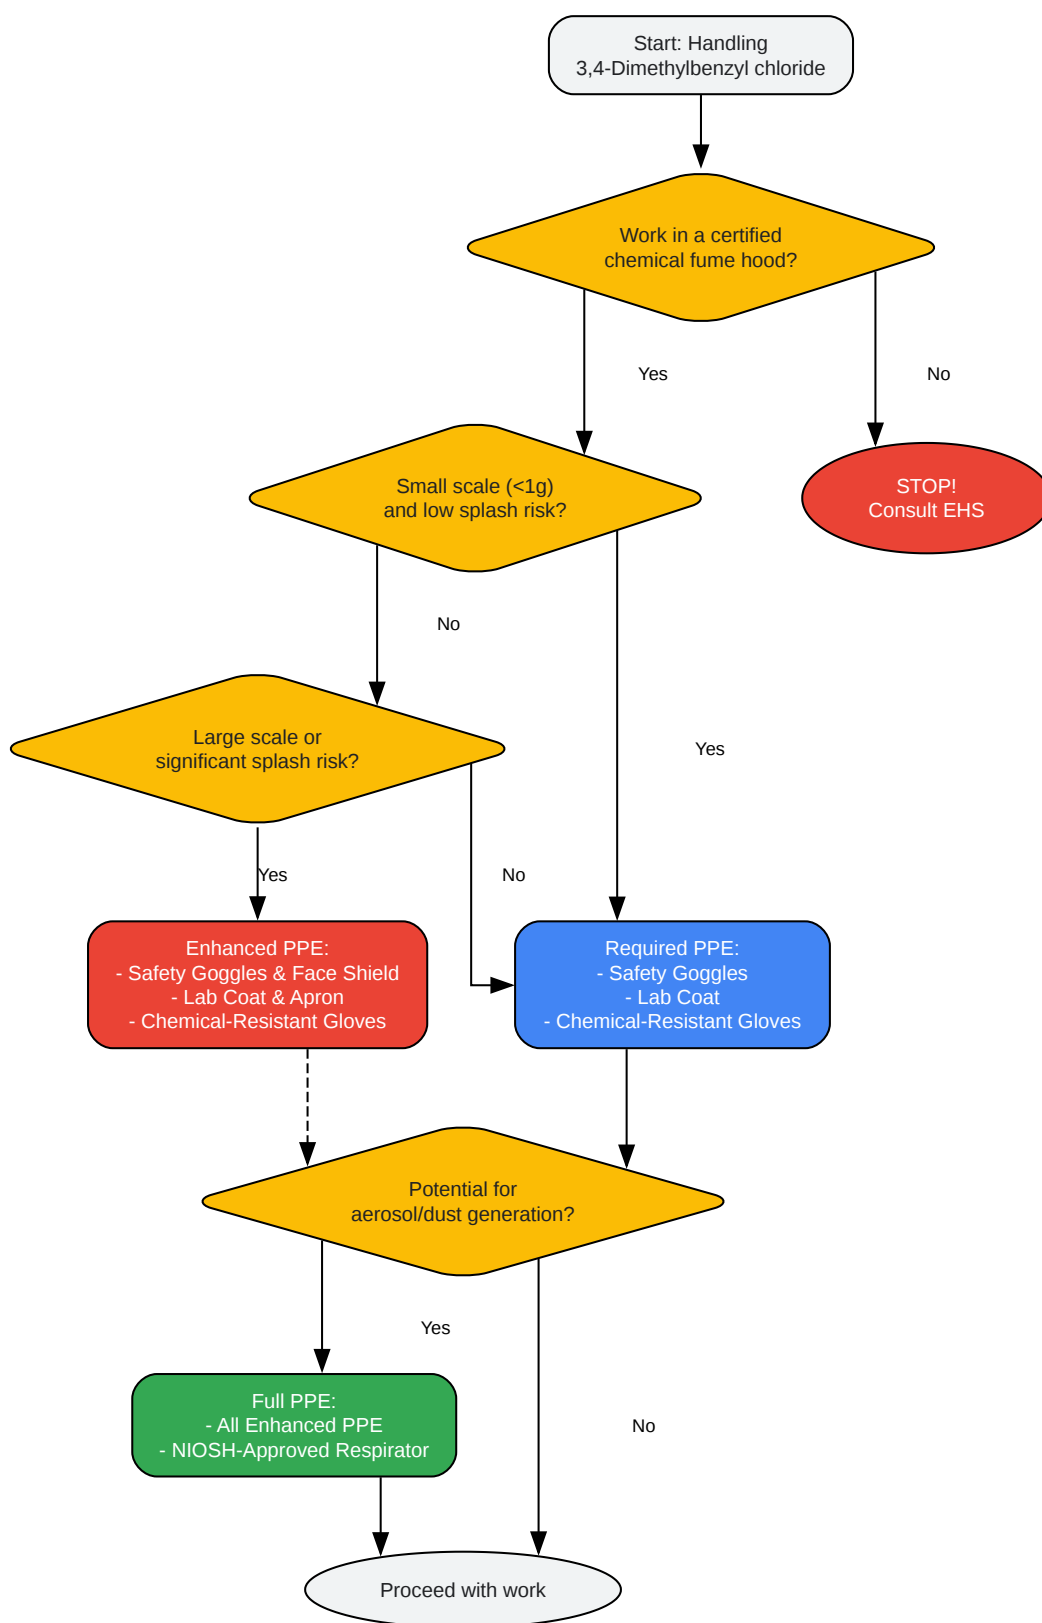 Start: Handling
3,4-Dimethylbenzyl chloride
Work in a certified
chemical fume hood?
Yes
No
Small scale (<1g)
and low splash risk?
STOP!
Consult EHS
No
Large scale or
significant splash risk?
Yes
Yes
No
Enhanced PPE:
- Safety Goggles & Face Shield
- Lab Coat & Apron
- Chemical-Resistant Gloves
Required PPE:
- Safety Goggles
- Lab Coat
- Chemical-Resistant Gloves
Potential for
aerosol/dust generation?
Yes
Full PPE:
- All Enhanced PPE
- NIOSH-Approved Respirator
No
Proceed with work